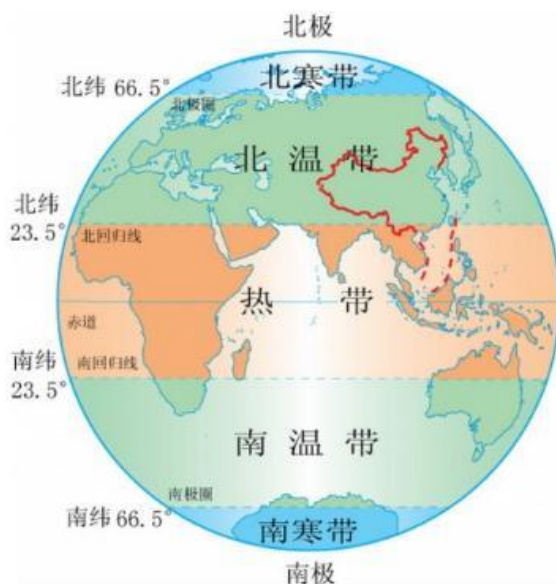 北极
北纬 66.5°
北寒带
北极圈
北温带
北纬
23.5°
北回归线
热带
赤道
南纬
23.5°
南回归线
南温带
南极圈
南纬 66.5°
南寒带
南极